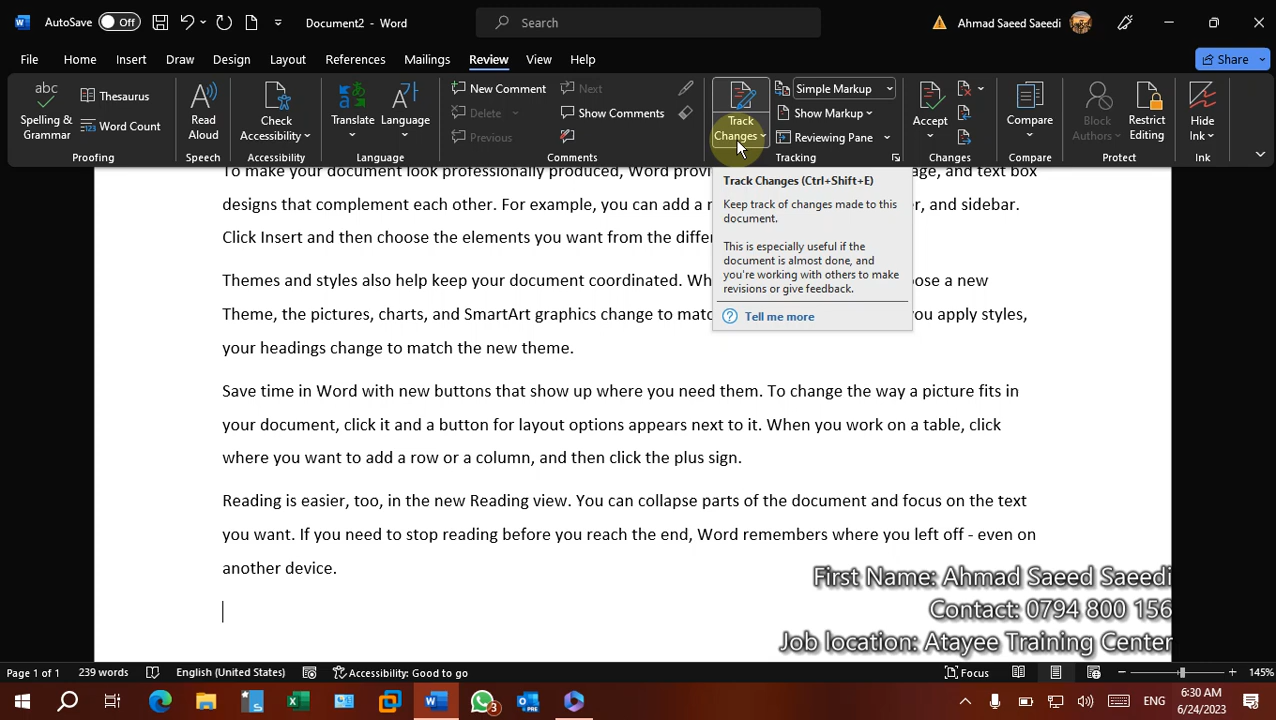 AutoSave Off Document2 - Word Search Ahmad Saeed Saeedi
File Home Insert Draw Design Layout References Mailings Review View Help Share
Spelling & Grammar
Thesaurus
Word Count
Proofing
Read Aloud
Speech
Check Accessibility
Accessibility
Translate
Language
Language
New Comment
Delete
Previous
Next
Show Comments
Comments
Track Changes
Simple Markup
Show Markup
Reviewing Pane
Tracking
Accept
Changes
Compare
Compare
Block Authors
Restrict Editing
Protect
Hide Ink
Ink
Track Changes (Ctrl+Shift+E)
Keep track of changes made to this
document.
This is especially useful if the
document is almost done, and
you're working with others to make
revisions or give feedback.
Tell me more
To make your document look professionally produced, Word provi age, and text box
designs that complement each other. For example, you can add a r er, and sidebar.
Click Insert and then choose the elements you want from the differ
Themes and styles also help keep your document coordinated. Wh oose a new
Theme, the pictures, charts, and SmartArt graphics change to matc you apply styles,
your headings change to match the new theme.
Save time in Word with new buttons that show up where you need them. To change the way a picture fits in
your document, click it and a button for layout options appears next to it. When you work on a table, click
where you want to add a row or a column, and then click the plus sign.
Reading is easier, too, in the new Reading view. You can collapse parts of the document and focus on the text
you want. If you need to stop reading before you reach the end, Word remembers where you left off - even on
another device.
First Name: Ahmad Saeed Saeedi
Contact: 0794 800 156
Job location: Atayee Training Center
Page 1 of 1 239 words English (United States) Accessibility: Good to go Focus 145%
3 PRE ENG 6:30 AM
6/24/2023